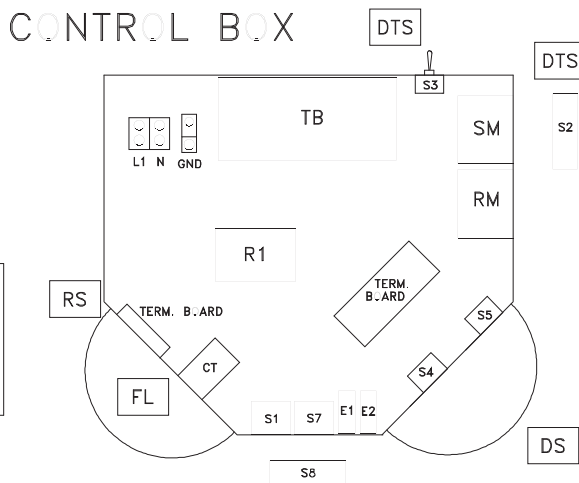 CONTROL BOX
DTS
DTS
S3
TB
SM
S2
L1 N GND
RM
R1
TERM.
BOARD
RS
TERM. BOARD
S5
CT
S4
FL
S1
S7
E1
E2
DS
S8